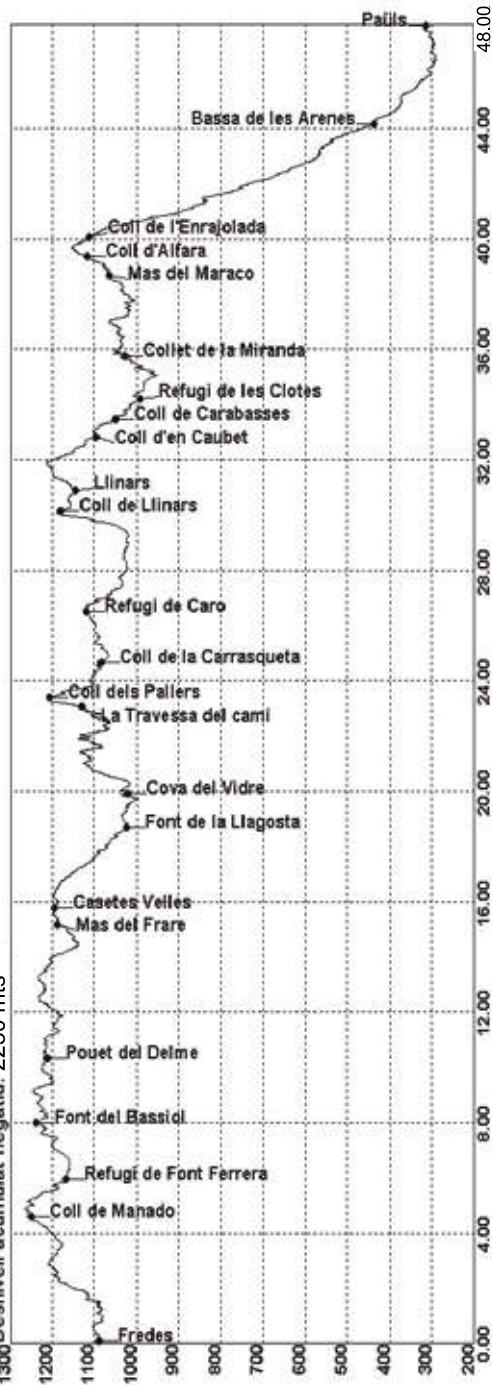 Desnivell acumulat negatiu: 2290 mts
1300
1200
1100
1000
900
800
700
600
500
400
300
200
0.00
4.00
8.00
12.00
16.00
20.00
24.00
28.00
32.00
36.00
40.00
44.00
48.00
Fredes
Coll de Manado
Refugi de Font Ferrera
Font del Bassiol
Pouet del Delme
Mas del Frare
Casetes Velles
Font de la Llagosta
Cova del Vidre
La Travessa del cami
Coll dels Pallers
Coll de la Carrasqueta
Refugi de Caro
Coll de Llinars
Llinars
Coll d'en Caubet
Coll de Carabasses
Refugi de les Clotes
Collet de la Miranda
Mas del Maraco
Coll d'Alfara
Coll de l'Enrajolada
Bassa de les Arenes
Paüls